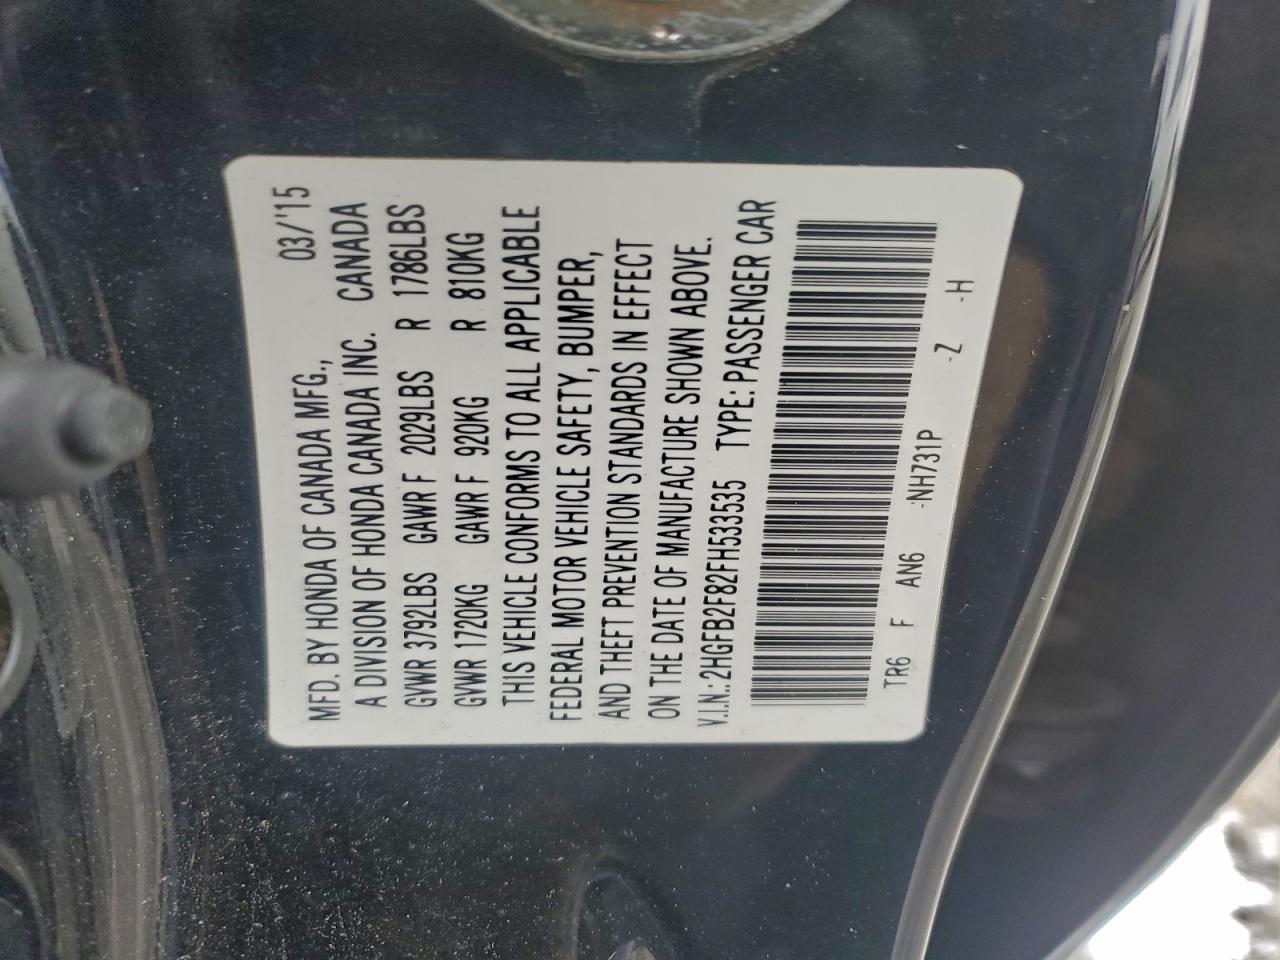 03/'15
MFD. BY HONDA OF CANADA MFG.,
A DIVISION OF HONDA CANADA INC. CANADA
GVWR 3792LBS GAWR F 2029LBS R 1786LBS
GVWR 1720KG GAWR F 920KG R 810KG
THIS VEHICLE CONFORMS TO ALL APPLICABLE
FEDERAL MOTOR VEHICLE SAFETY, BUMPER,
AND THEFT PREVENTION STANDARDS IN EFFECT
ON THE DATE OF MANUFACTURE SHOWN ABOVE.
V.I.N.: 2HGFB2F82FH533535 TYPE: PASSENGER CAR
TR6 F AN6 -NH731P -Z -H